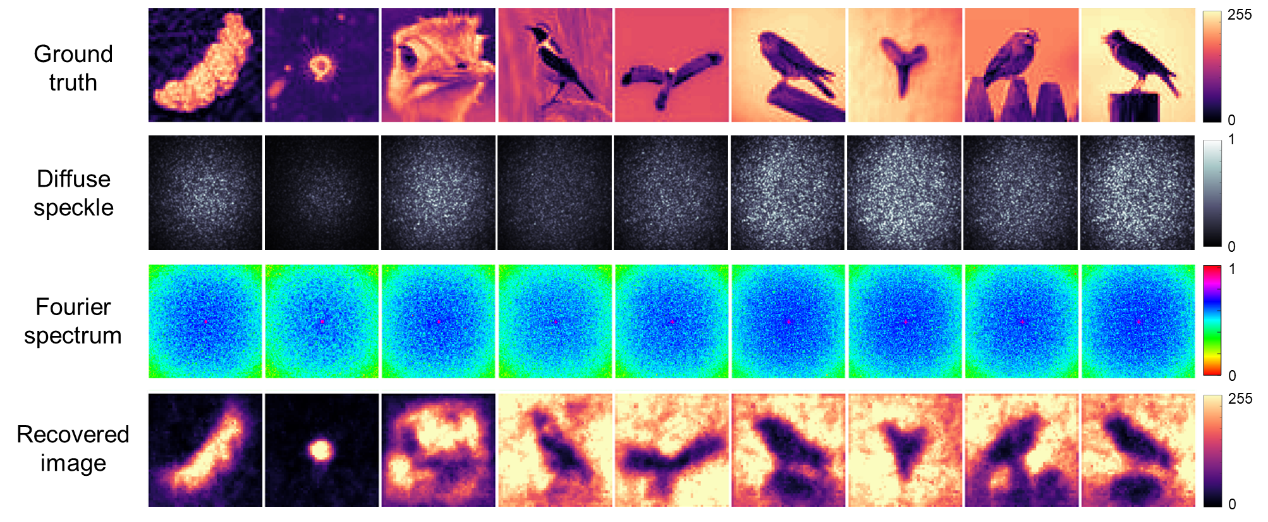 Ground
truth
255
0
Diffuse
speckle
1
0
Fourier
spectrum
1
0
Recovered
image
255
0